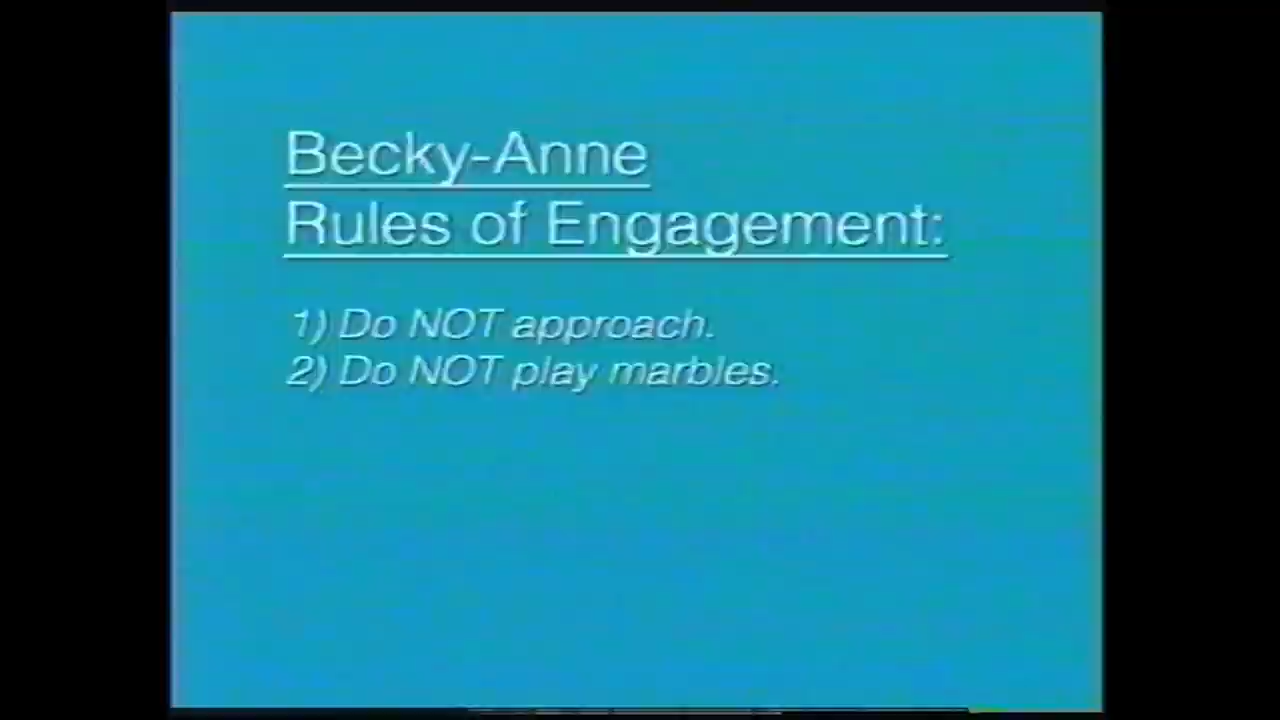 Becky-Anne
Rules of Engagement:
1) Do NOT approach.
2) Do NOT play marbles.